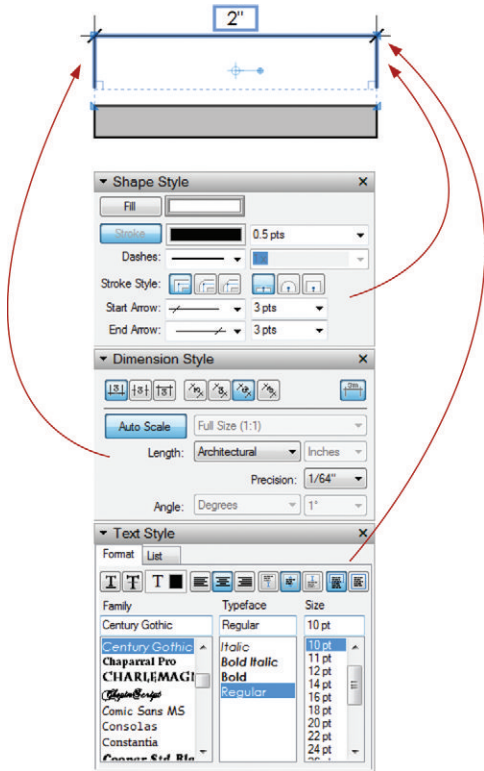 2"
Shape Style
Fill
Stroke 0.5 pts
Dashes:
Stroke Style:
Start Arrow: 3 pts
End Arrow: 3 pts
Dimension Style
Auto Scale Full Size (1:1)
Length: Architectural Inches
Precision: 1/64"
Angle: Degrees 1°
Text Style
Format List
Family Typeface Size
Century Gothic Regular 10 pt
Century Gothic Italic 10 pt
Chaparral Pro Bold Italic 11 pt
CHARLEMAG Bold 12 pt
ChopinScript Regular 14 pt
Comic Sans MS 16 pt
Consolas 18 pt
Constantia 20 pt
Cooper Std 22 pt
24 pt